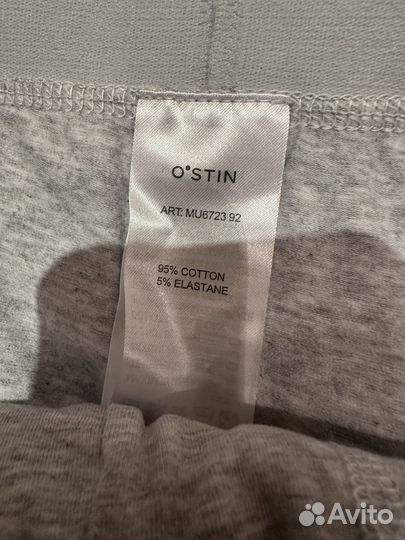 O'STIN
ART: MU6723 92
95% COTTON
5% ELASTANE
Avito